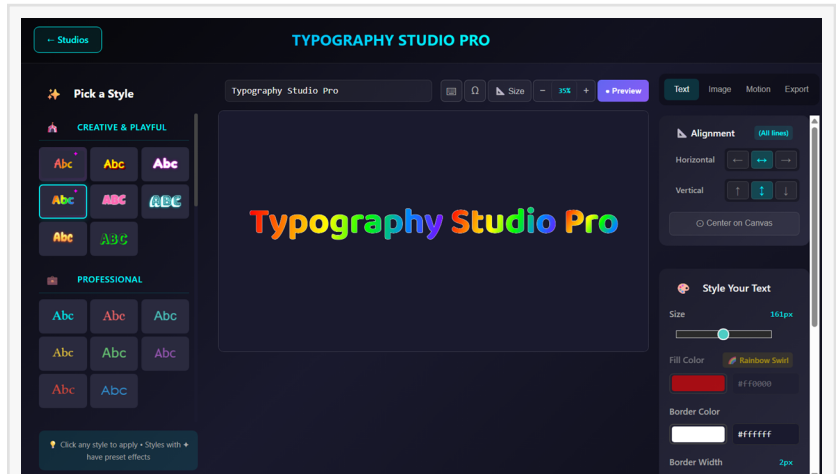 ← Studios
TYPOGRAPHY STUDIO PRO
✨ Pick a Style
CREATIVE & PLAYFUL
Abc Abc Abc
Abc ABC ABC
Abc ABC
PROFESSIONAL
Abc Abc Abc
Abc Abc Abc
Abc Abc
💡 Click any style to apply • Styles with ✦
have preset effects
Typography Studio Pro
Ω
📐 Size
− 35% +
● Preview
Typography Studio Pro
Text Image Motion Export
📐 Alignment (All lines)
Horizontal ← ↔ →
Vertical ↑ ↕ ↓
⊙ Center on Canvas
🎨 Style Your Text
Size 161px
Fill Color 🌈 Rainbow Swirl
#ff0000
Border Color
#ffffff
Border Width 2px